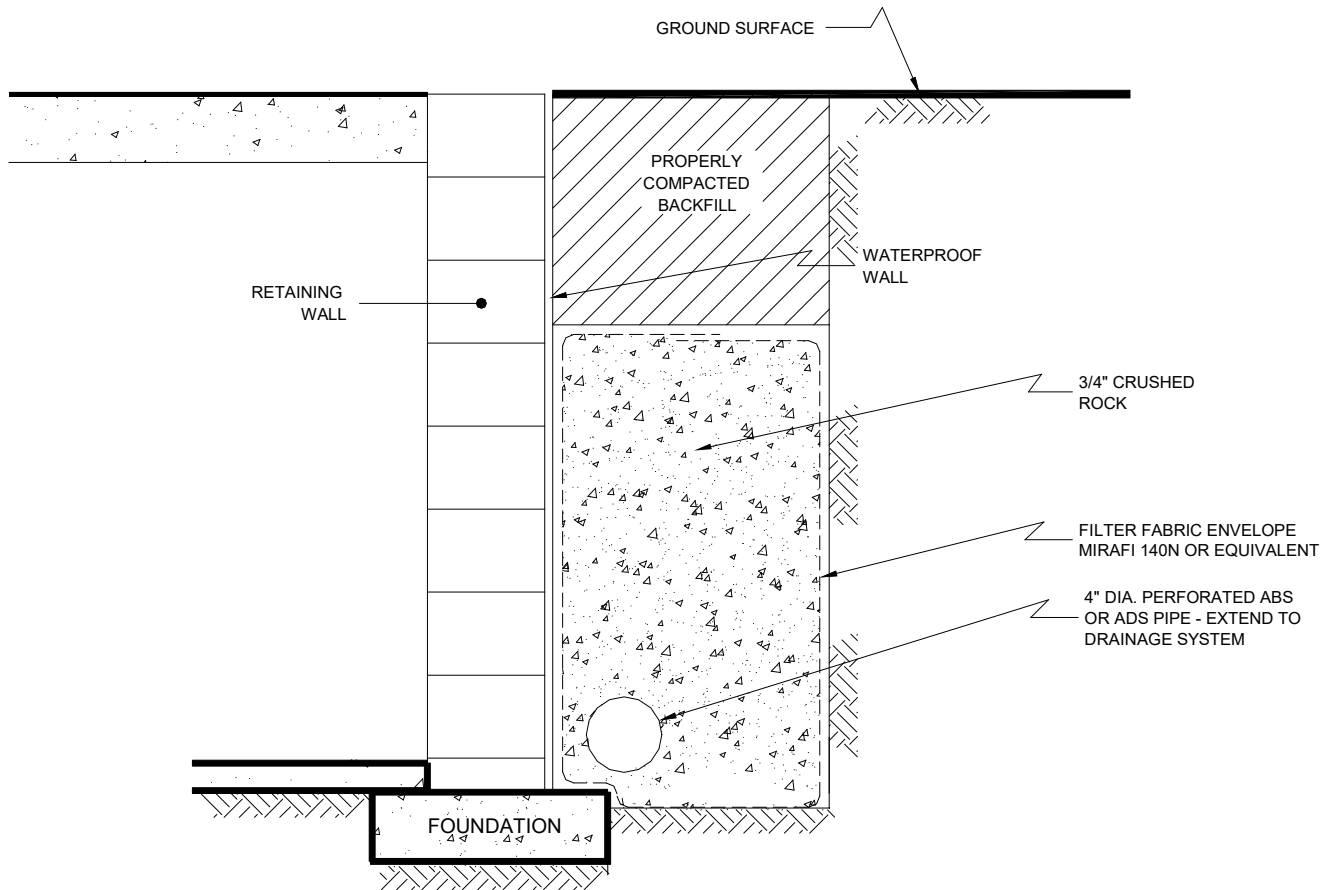 GROUND SURFACE
PROPERLY
COMPACTED
BACKFILL
WATERPROOF
WALL
RETAINING
WALL
3/4" CRUSHED
ROCK
FILTER FABRIC ENVELOPE
MIRAFI 140N OR EQUIVALENT
4" DIA. PERFORATED ABS
OR ADS PIPE - EXTEND TO
DRAINAGE SYSTEM
FOUNDATION